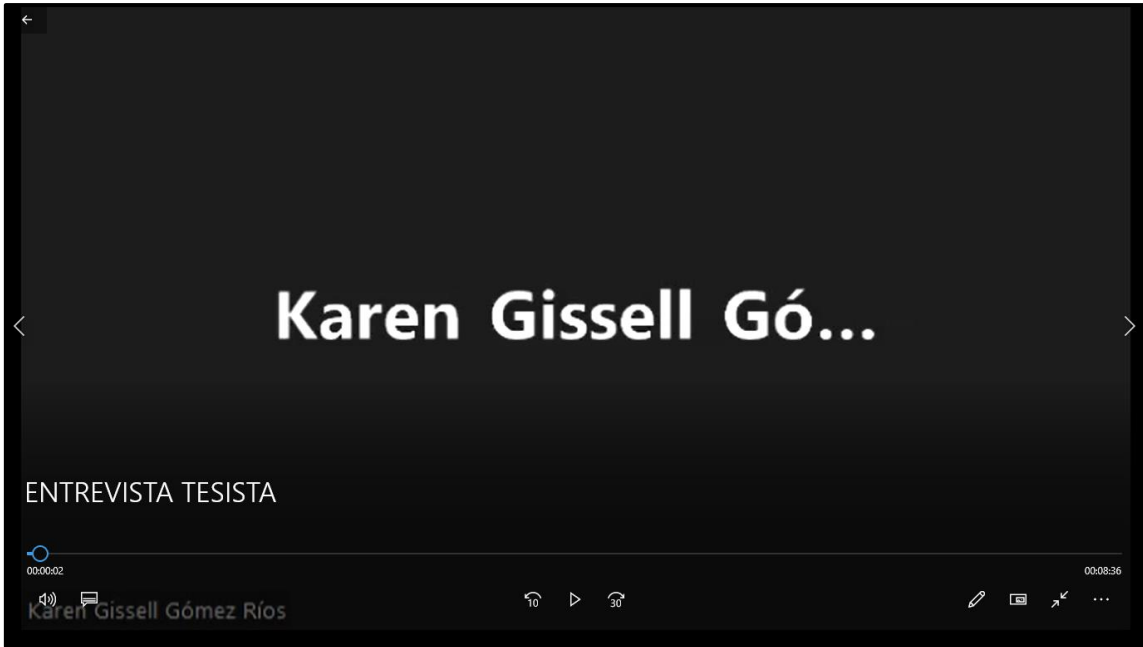 Karen Gissell Gó...
ENTREVISTA TESISTA
00:00:02
00:08:36
10
30
Karen Gissell Gómez Ríos